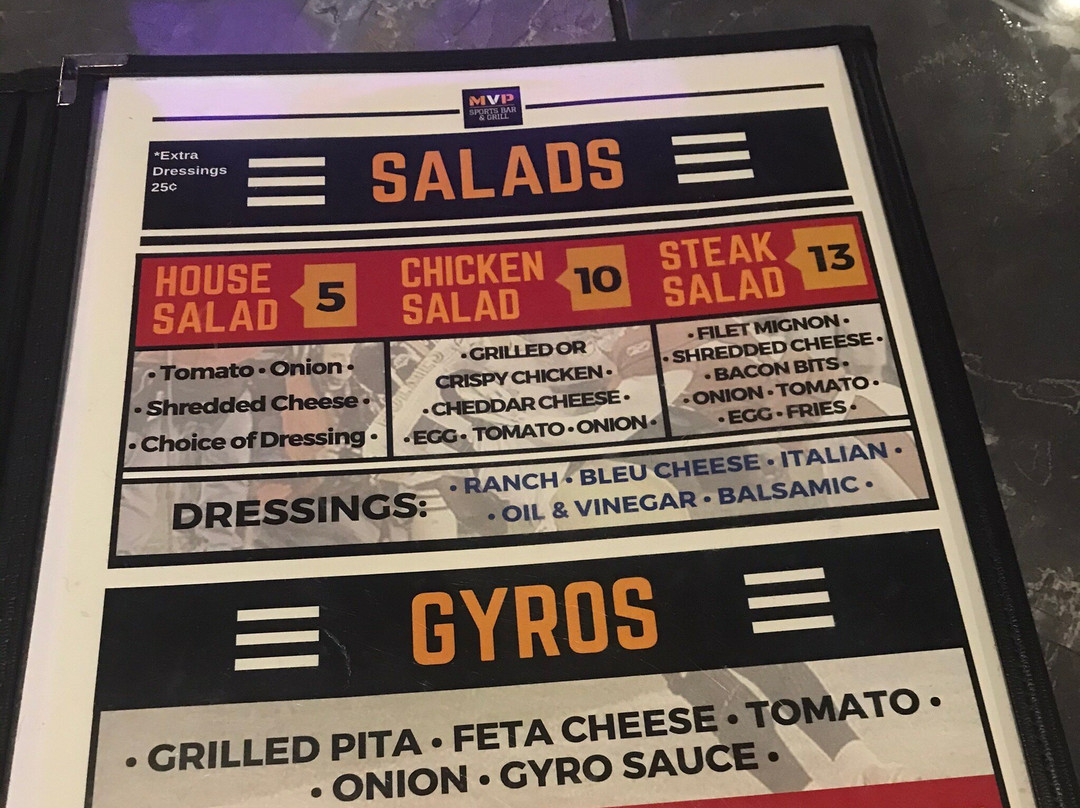 MVP
SPORTS BAR
& GRILL
*Extra
Dressings
25¢
SALADS
HOUSE
SALAD
5
CHICKEN
SALAD
10
STEAK
SALAD
13
• Tomato • Onion •
• Shredded Cheese •
• Choice of Dressing •
• GRILLED OR
CRISPY CHICKEN •
• CHEDDAR CHEESE •
• EGG • TOMATO • ONION •
• FILET MIGNON •
• SHREDDED CHEESE •
• BACON BITS •
• ONION • TOMATO •
• EGG • FRIES •
DRESSINGS:
• RANCH • BLEU CHEESE • ITALIAN •
• OIL & VINEGAR • BALSAMIC •
GYROS
• GRILLED PITA • FETA CHEESE • TOMATO •
• ONION • GYRO SAUCE •